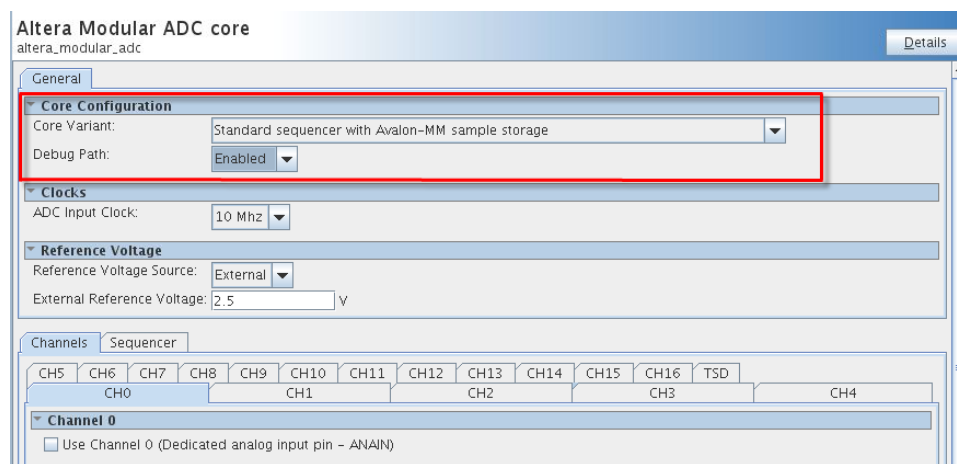 Altera Modular ADC core
altera_modular_adc
Details
General
Core Configuration
Core Variant: Standard sequencer with Avalon-MM sample storage
Debug Path: Enabled
Clocks
ADC Input Clock: 10 Mhz
Reference Voltage
Reference Voltage Source: External
External Reference Voltage: 2.5 V
Channels Sequencer
CH5 CH6 CH7 CH8 CH9 CH10 CH11 CH12 CH13 CH14 CH15 CH16 TSD
CH0 CH1 CH2 CH3 CH4
Channel 0
Use Channel 0 (Dedicated analog input pin - ANAIN)